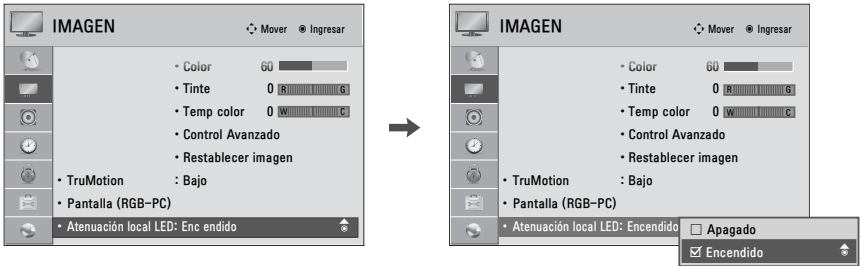 IMAGEN Mover Ingresar
• Color 60
• Tinte 0 R G
• Temp color 0 W C
• Control Avanzado
• Restablecer imagen
• TruMotion : Bajo
• Pantalla (RGB-PC)
• Atenuación local LED: Enc endido
IMAGEN Mover Ingresar
• Color 60
• Tinte 0 R G
• Temp color 0 W C
• Control Avanzado
• Restablecer imagen
• TruMotion : Bajo
• Pantalla (RGB-PC)
• Atenuación local LED: Encendido
Apagado
Encendido